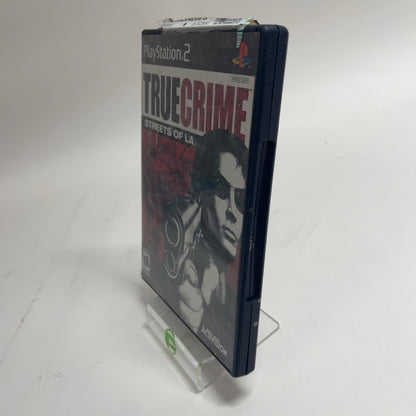 PlayStation 2
TRUE CRIME
STREETS OF LA
ACTIVISION